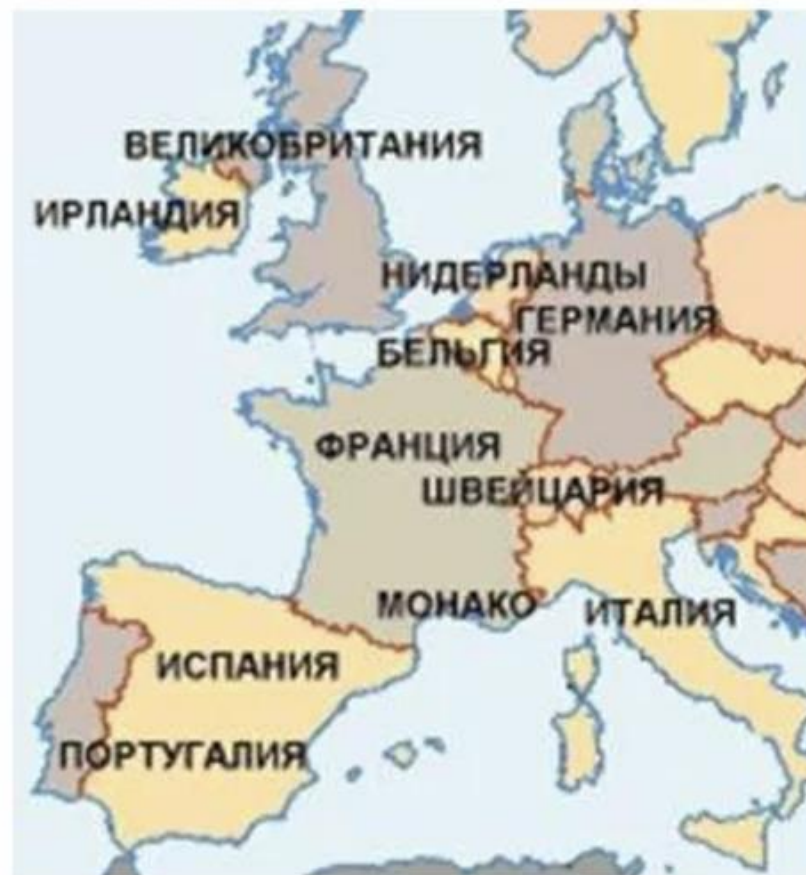 ВЕЛИКОБРИТАНИЯ
ИРЛАНДИЯ
НИДЕРЛАНДЫ
ГЕРМАНИЯ
БЕЛЬГИЯ
ФРАНЦИЯ
ШВЕЙЦАРИЯ
МОНАКО
ИТАЛИЯ
ИСПАНИЯ
ПОРТУГАЛИЯ